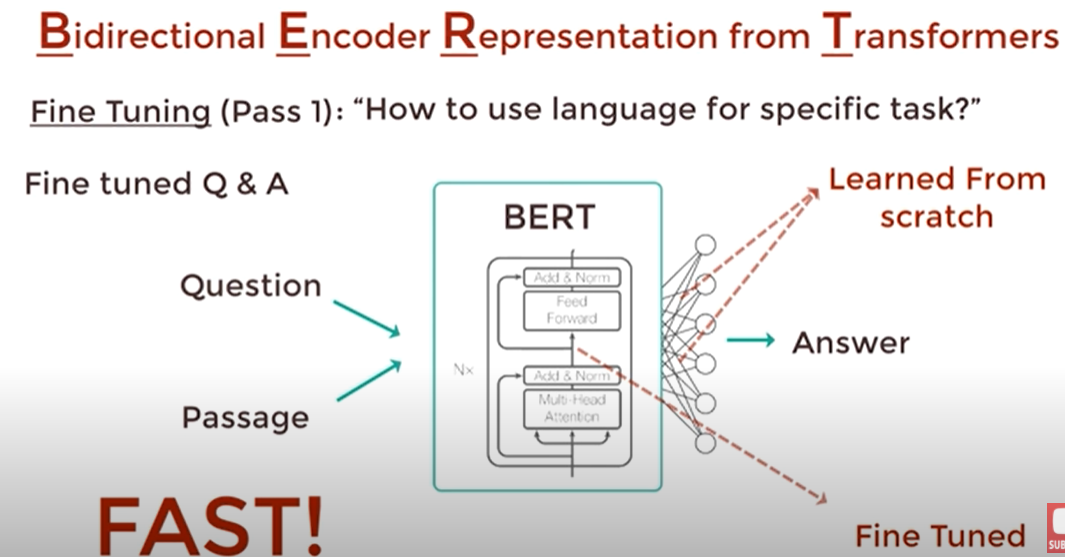 Bidirectional Encoder Representation from Transformers
Fine Tuning (Pass 1): “How to use language for specific task?”
Fine tuned Q & A
Learned From
scratch
BERT
Add & Norm
Feed
Forward
Question
Answer
Nx
Add & Norm
Multi-Head
Attention
Passage
FAST!
Fine Tuned
SUB